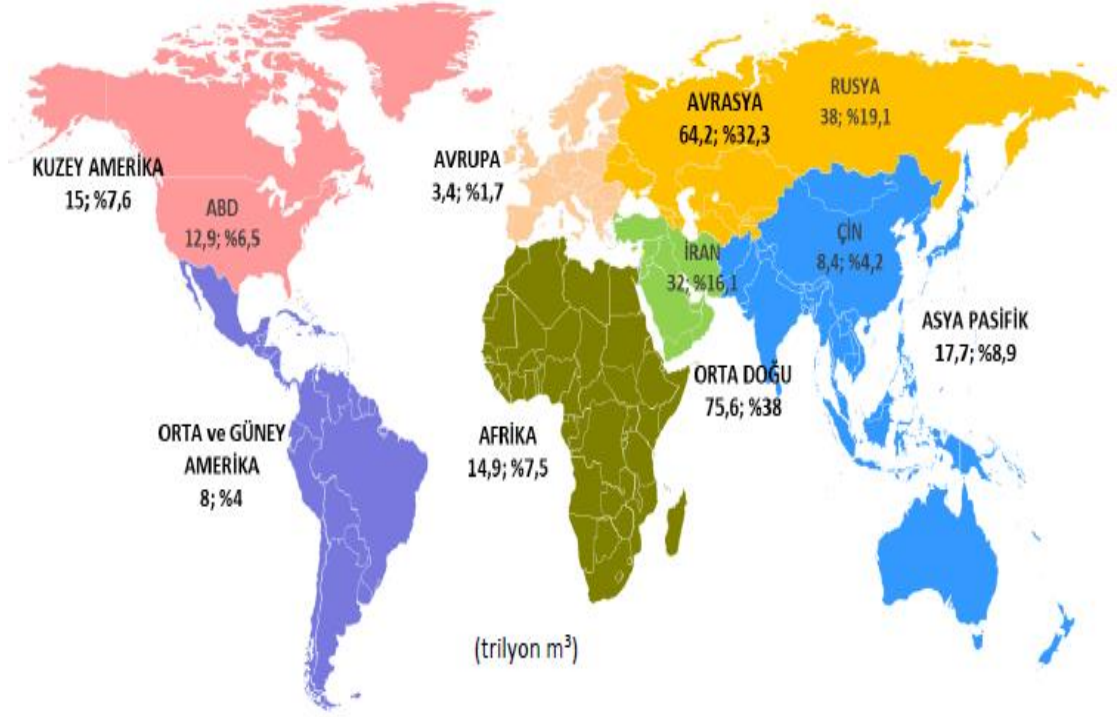 KUZEY AMERİKA
15; %7,6
ABD
12,9; %6,5
ORTA ve GÜNEY
AMERİKA
8; %4
AVRUPA
3,4; %1,7
AVRASYA
64,2; %32,3
RUSYA
38; %19,1
İRAN
32; %16,1
ÇİN
8,4; %4,2
ORTA DOĞU
75,6; %38
ASYA PASİFİK
17,7; %8,9
AFRİKA
14,9; %7,5
(trilyon m³)